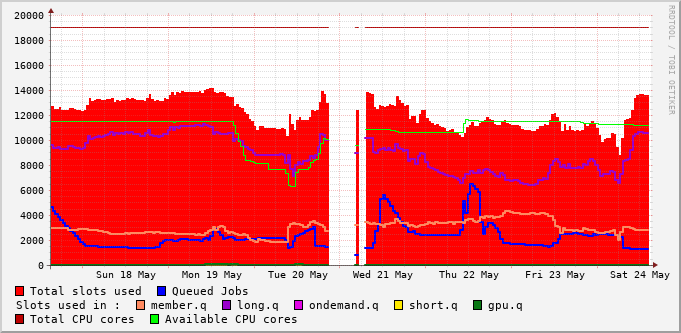 20000
18000
16000
14000
12000
10000
8000
6000
4000
2000
0
Sun 18 May Mon 19 May Tue 20 May Wed 21 May Thu 22 May Fri 23 May Sat 24 May
Total slots used Queued Jobs
Slots used in : member.q long.q ondemand.q short.q gpu.q
Total CPU cores Available CPU cores
RRDTOOL / TOBI OETIKER